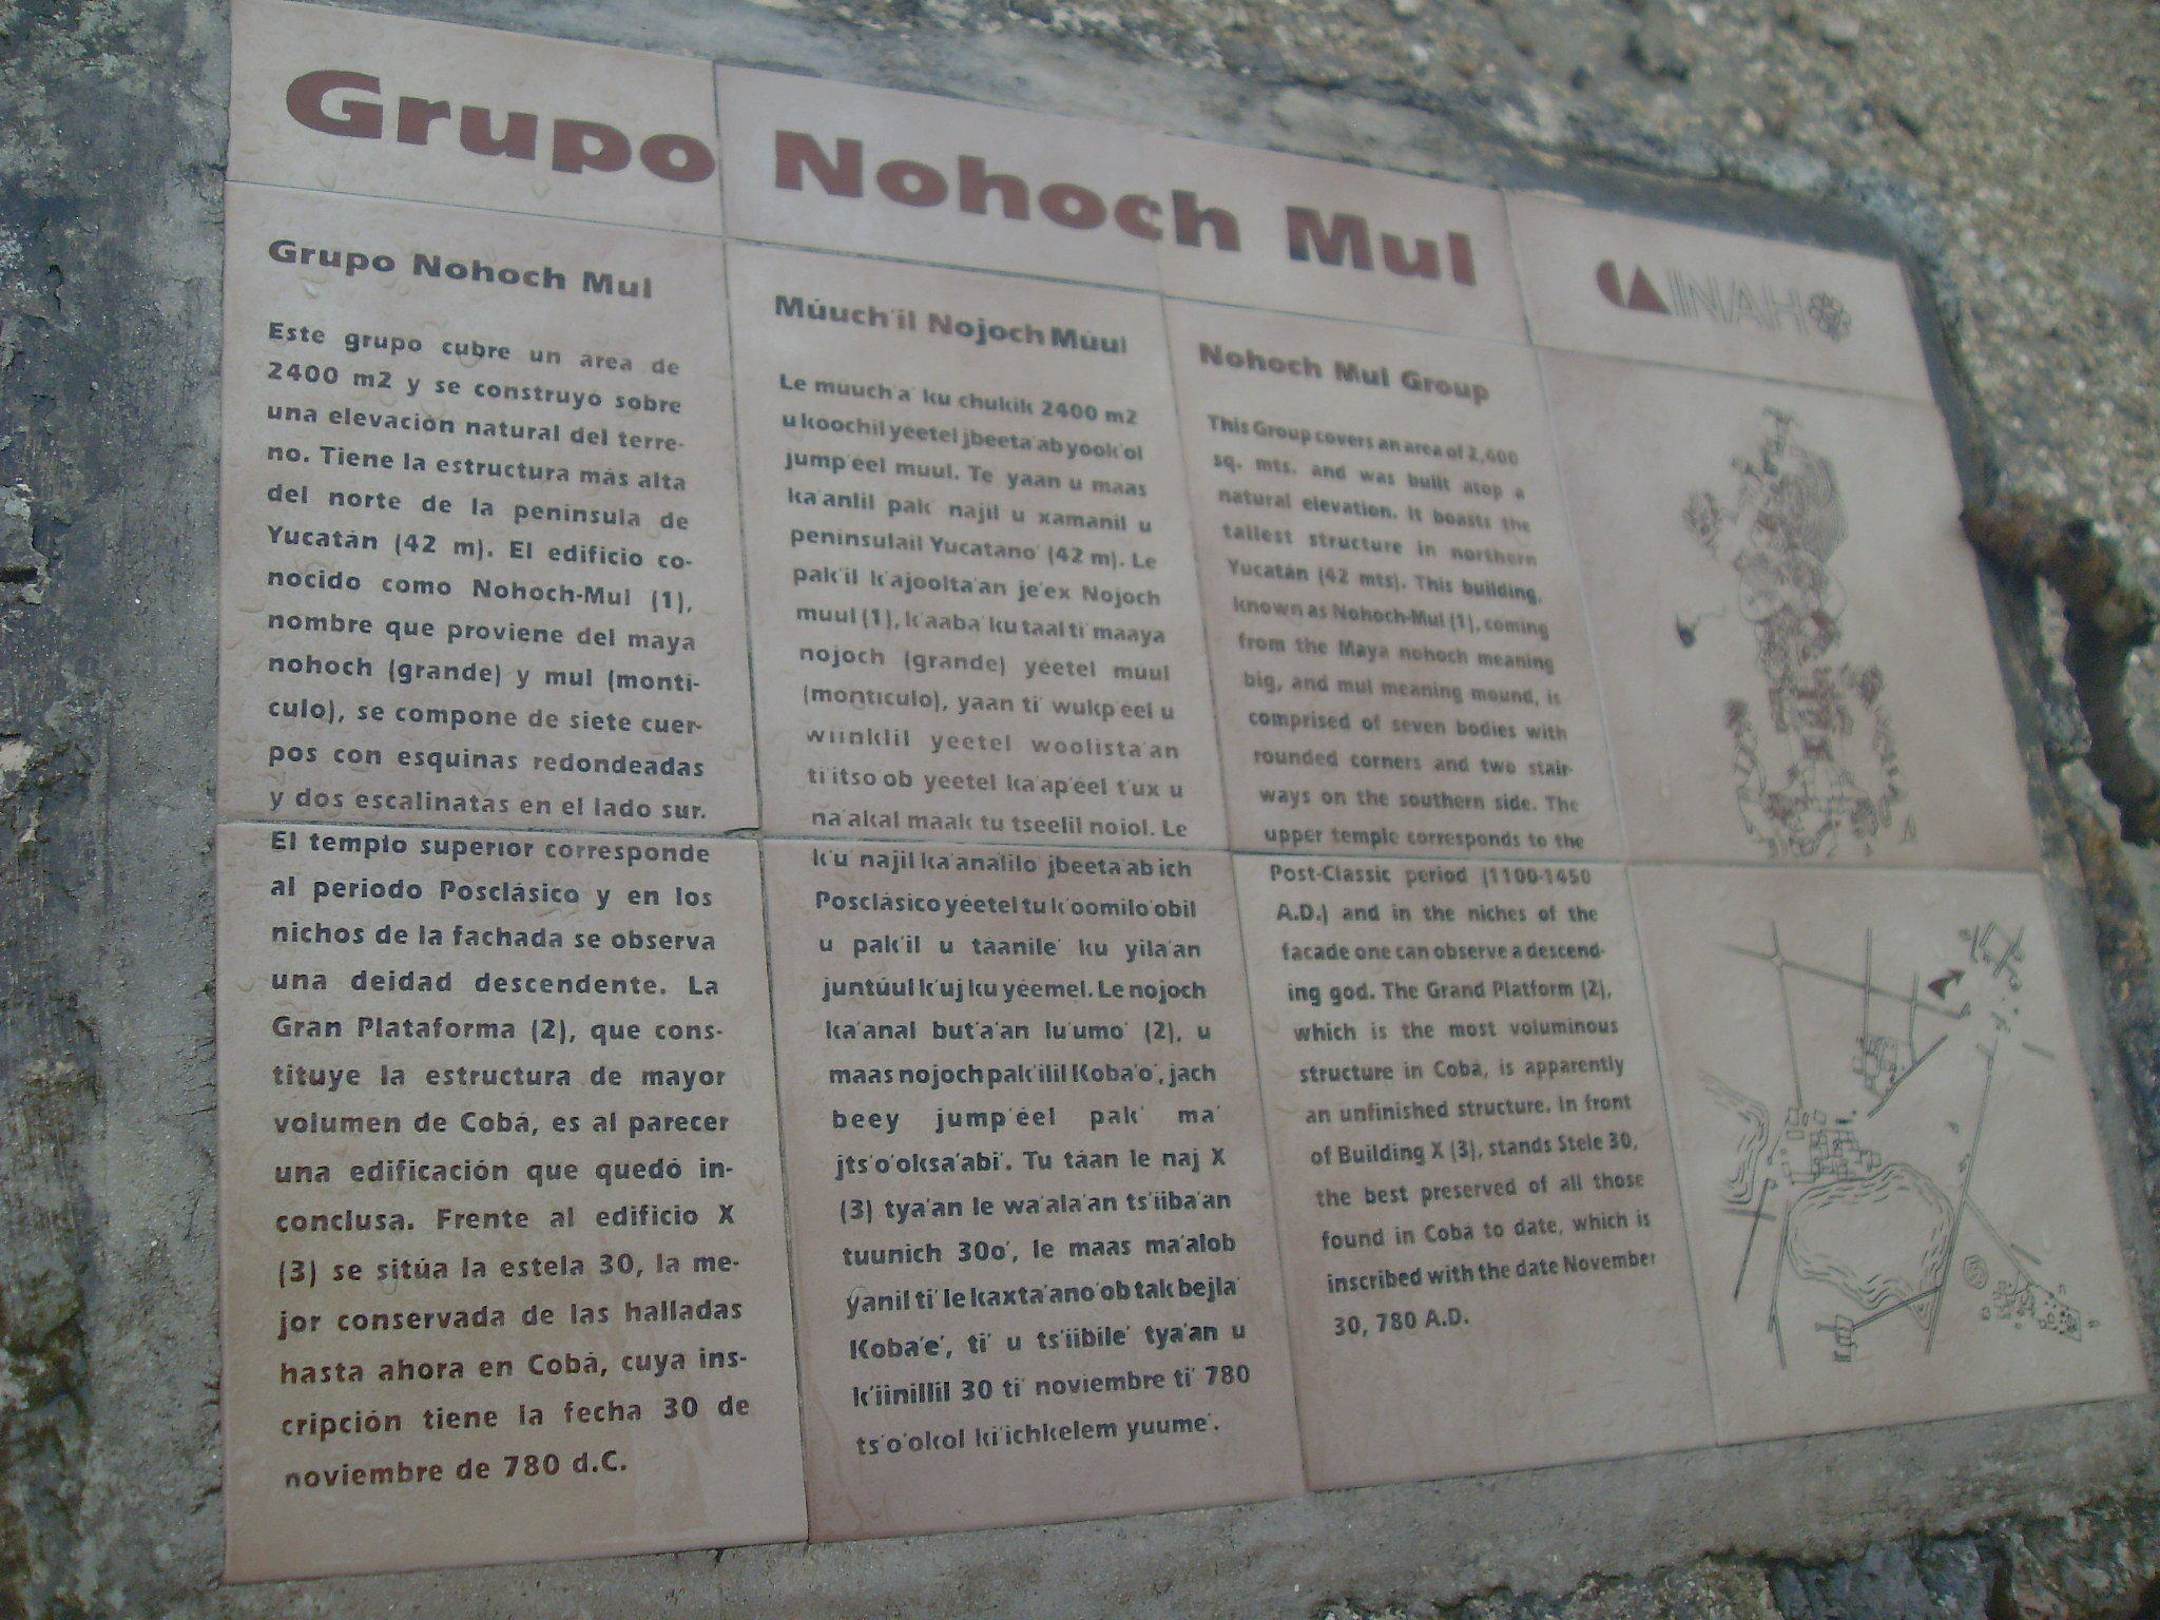 Grupo Nohoch Mul
INAH
Grupo Nohoch Mul
Este grupo cubre un area de
2400 m2 y se construyó sobre
una elevación natural del terre-
no. Tiene la estructura más alta
del norte de la península de
Yucatán (42 m). El edificio co-
nocido como Nohoch-Mul (1),
nombre que proviene del maya
nohoch (grande) y mul (montí-
culo), se compone de siete cuer-
pos con esquinas redondeadas
y dos escalinatas en el lado sur.
El templo superior corresponde
al periodo Posclásico y en los
nichos de la fachada se observa
una deidad descendente. La
Gran Plataforma (2), que cons-
tituye la estructura de mayor
volumen de Cobá, es al parecer
una edificación que quedó in-
conclusa. Frente al edificio X
(3) se sitúa la estela 30, la me-
jor conservada de las halladas
hasta ahora en Cobá, cuya ins-
cripción tiene la fecha 30 de
noviembre de 780 d.C.
Múuch'il Nojoch Múul
Le muuch'a' ku chukik 2400 m2
u koochil yéetel jbeeta'ab yook'ol
jump'éel muul. Te' yaan u maas
ka'anlil pak' najil u xamanil u
peninsulail Yucatano' (42 m). Le
pak'il k'ajoolta'an je'ex Nojoch
muul (1), k'aaba' ku taal ti' maaya
nojoch (grande) yéetel múul
(montículo), yaan ti' wukp'eel u
wíinklil yéetel woolista'an
ti'itso'ob yéetel ka'ap'éel t'ux u
na'akal maak tu tseelil nojol. Le
k'u' najil ka'analilo' jbeeta'ab ich
Posclásico yéetel tu k'oomilo'obil
u pak'il u táanile' ku yila'an
juntúul k'uj ku yéemel. Le nojoch
ka'anal but'a'an lu'umo' (2), u
maas nojoch pak'ilil Koba'o', jach
beey jump'éel pak' ma'
jts'o'oksa'abi'. Tu táan le naj X
(3) tya'an le wa'ala'an ts'íiba'an
tuunich 30o', le maas ma'alob
yanil ti' le kaxta'ano'ob tak bejla'
Koba'e', ti' u ts'íibile' tya'an u
k'iinillil 30 ti' noviembre ti' 780
ts'o'okol ki'ichkelem yuume'.
Nohoch Mul Group
This Group covers an area of 2,400
sq. mts. and was built atop a
natural elevation. It boasts the
tallest structure in northern
Yucatán (42 mts). This building,
known as Nohoch-Mul (1), coming
from the Maya nohoch meaning
big, and mul meaning mound, is
comprised of seven bodies with
rounded corners and two stair-
ways on the southern side. The
upper temple corresponds to the
Post-Classic period (1100-1450
A.D.) and in the niches of the
facade one can observe a descend-
ing god. The Grand Platform (2),
which is the most voluminous
structure in Cobá, is apparently
an unfinished structure. In front
of Building X (3), stands Stele 30,
the best preserved of all those
found in Cobá to date, which is
inscribed with the date November
30, 780 A.D.